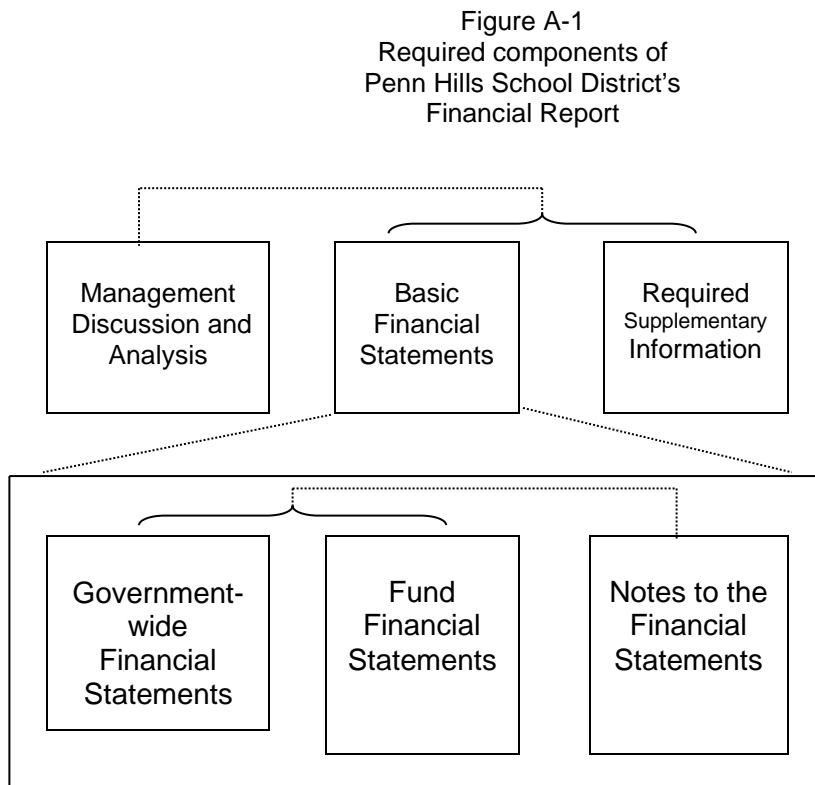 Figure A-1
Required components of
Penn Hills School District’s
Financial Report
Management
Discussion and
Analysis
Basic
Financial
Statements
Required
Supplementary
Information
Government-
wide
Financial
Statements
Fund
Financial
Statements
Notes to the
Financial
Statements